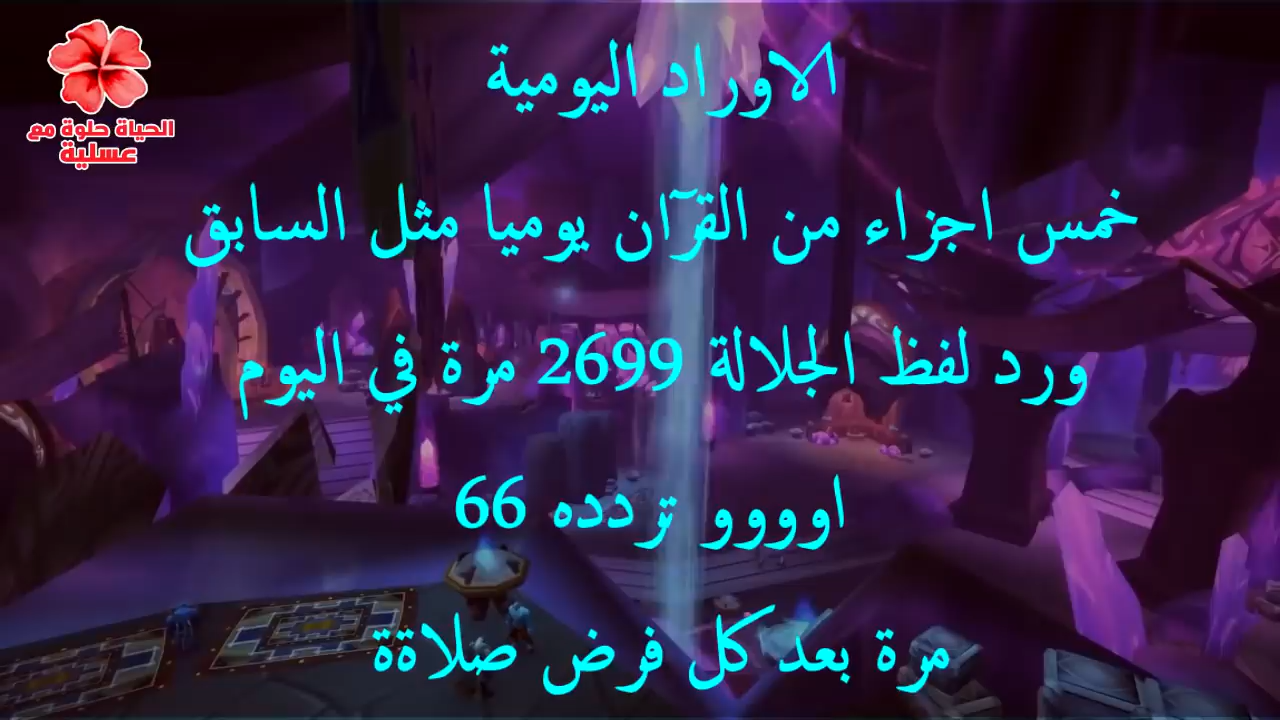 الحياة حلوة مع
عسلية
الاوراد اليومية
خمس اجزاء من القرآن يوميا مثل السابق
ورد لفظ الجلالة 2699 مرة في اليوم
اوووو تردده 66
مرة بعد كل فرض صلاةة